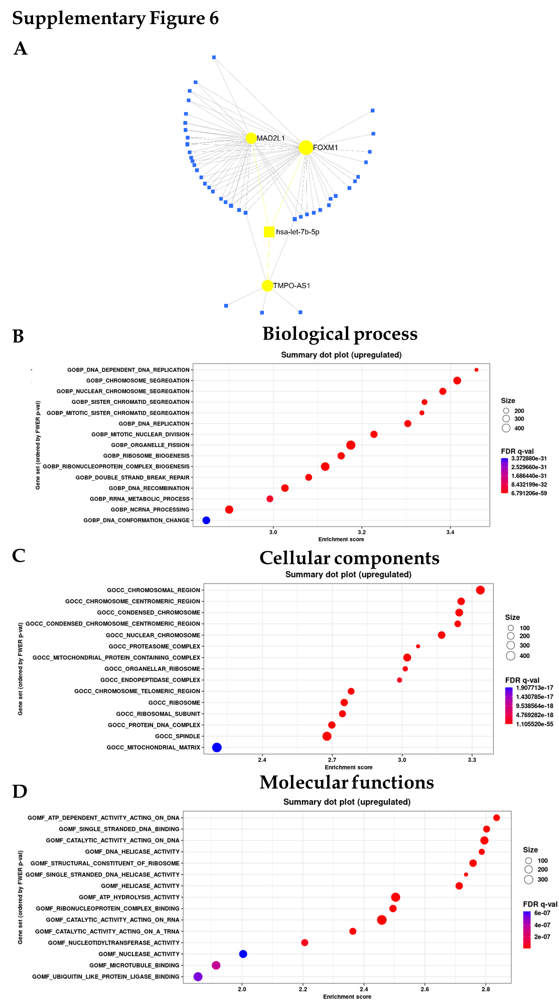 Supplementary Figure 6
A
MAD2L1
FOXM1
hsa-let-7b-5p
TMPO-AS1
B
Biological process
Summary dot plot (upregulated)
Gene set (ordered by FWER p-val)
GOBP_DNA_DEPENDENT_DNA_REPLICATION
GOBP_CHROMOSOME_SEGREGATION
GOBP_NUCLEAR_CHROMOSOME_SEGREGATION
GOBP_SISTER_CHROMATID_SEGREGATION
GOBP_MITOTIC_SISTER_CHROMATID_SEGREGATION
GOBP_DNA_REPLICATION
GOBP_MITOTIC_NUCLEAR_DIVISION
GOBP_ORGANELLE_FISSION
GOBP_RIBOSOME_BIOGENESIS
GOBP_RIBONUCLEOPROTEIN_COMPLEX_BIOGENESIS
GOBP_DOUBLE_STRAND_BREAK_REPAIR
GOBP_DNA_RECOMBINATION
GOBP_RRNA_METABOLIC_PROCESS
GOBP_NCRNA_PROCESSING
GOBP_DNA_CONFORMATION_CHANGE
3.0 3.2 3.4
Enrichment score
Size
200
300
400
FDR q-val
3.372880e-31
2.529660e-31
1.686440e-31
8.432199e-32
6.791206e-59
C
Cellular components
Summary dot plot (upregulated)
Gene set (ordered by FWER p-val)
GOCC_CHROMOSOMAL_REGION
GOCC_CHROMOSOME_CENTROMERIC_REGION
GOCC_CONDENSED_CHROMOSOME
GOCC_CONDENSED_CHROMOSOME_CENTROMERIC_REGION
GOCC_NUCLEAR_CHROMOSOME
GOCC_PROTEASOME_COMPLEX
GOCC_MITOCHONDRIAL_PROTEIN_CONTAINING_COMPLEX
GOCC_ORGANELLAR_RIBOSOME
GOCC_ENDOPEPTIDASE_COMPLEX
GOCC_CHROMOSOME_TELOMERIC_REGION
GOCC_RIBOSOME
GOCC_RIBOSOMAL_SUBUNIT
GOCC_PROTEIN_DNA_COMPLEX
GOCC_SPINDLE
GOCC_MITOCHONDRIAL_MATRIX
2.4 2.7 3.0 3.3
Enrichment score
Size
100
200
300
400
FDR q-val
1.907713e-17
1.430785e-17
9.538564e-18
4.769282e-18
1.105520e-55
D
Molecular functions
Summary dot plot (upregulated)
Gene set (ordered by FWER p-val)
GOMF_ATP_DEPENDENT_ACTIVITY_ACTING_ON_DNA
GOMF_SINGLE_STRANDED_DNA_BINDING
GOMF_CATALYTIC_ACTIVITY_ACTING_ON_DNA
GOMF_DNA_HELICASE_ACTIVITY
GOMF_STRUCTURAL_CONSTITUENT_OF_RIBOSOME
GOMF_SINGLE_STRANDED_DNA_HELICASE_ACTIVITY
GOMF_HELICASE_ACTIVITY
GOMF_ATP_HYDROLYSIS_ACTIVITY
GOMF_RIBONUCLEOPROTEIN_COMPLEX_BINDING
GOMF_CATALYTIC_ACTIVITY_ACTING_ON_RNA
GOMF_CATALYTIC_ACTIVITY_ACTING_ON_A_TRNA
GOMF_NUCLEOTIDYLTRANSFERASE_ACTIVITY
GOMF_NUCLEASE_ACTIVITY
GOMF_MICROTUBULE_BINDING
GOMF_UBIQUITIN_LIKE_PROTEIN_LIGASE_BINDING
2.0 2.2 2.4 2.6 2.8
Enrichment score
Size
100
200
300
FDR q-val
6e-07
4e-07
2e-07